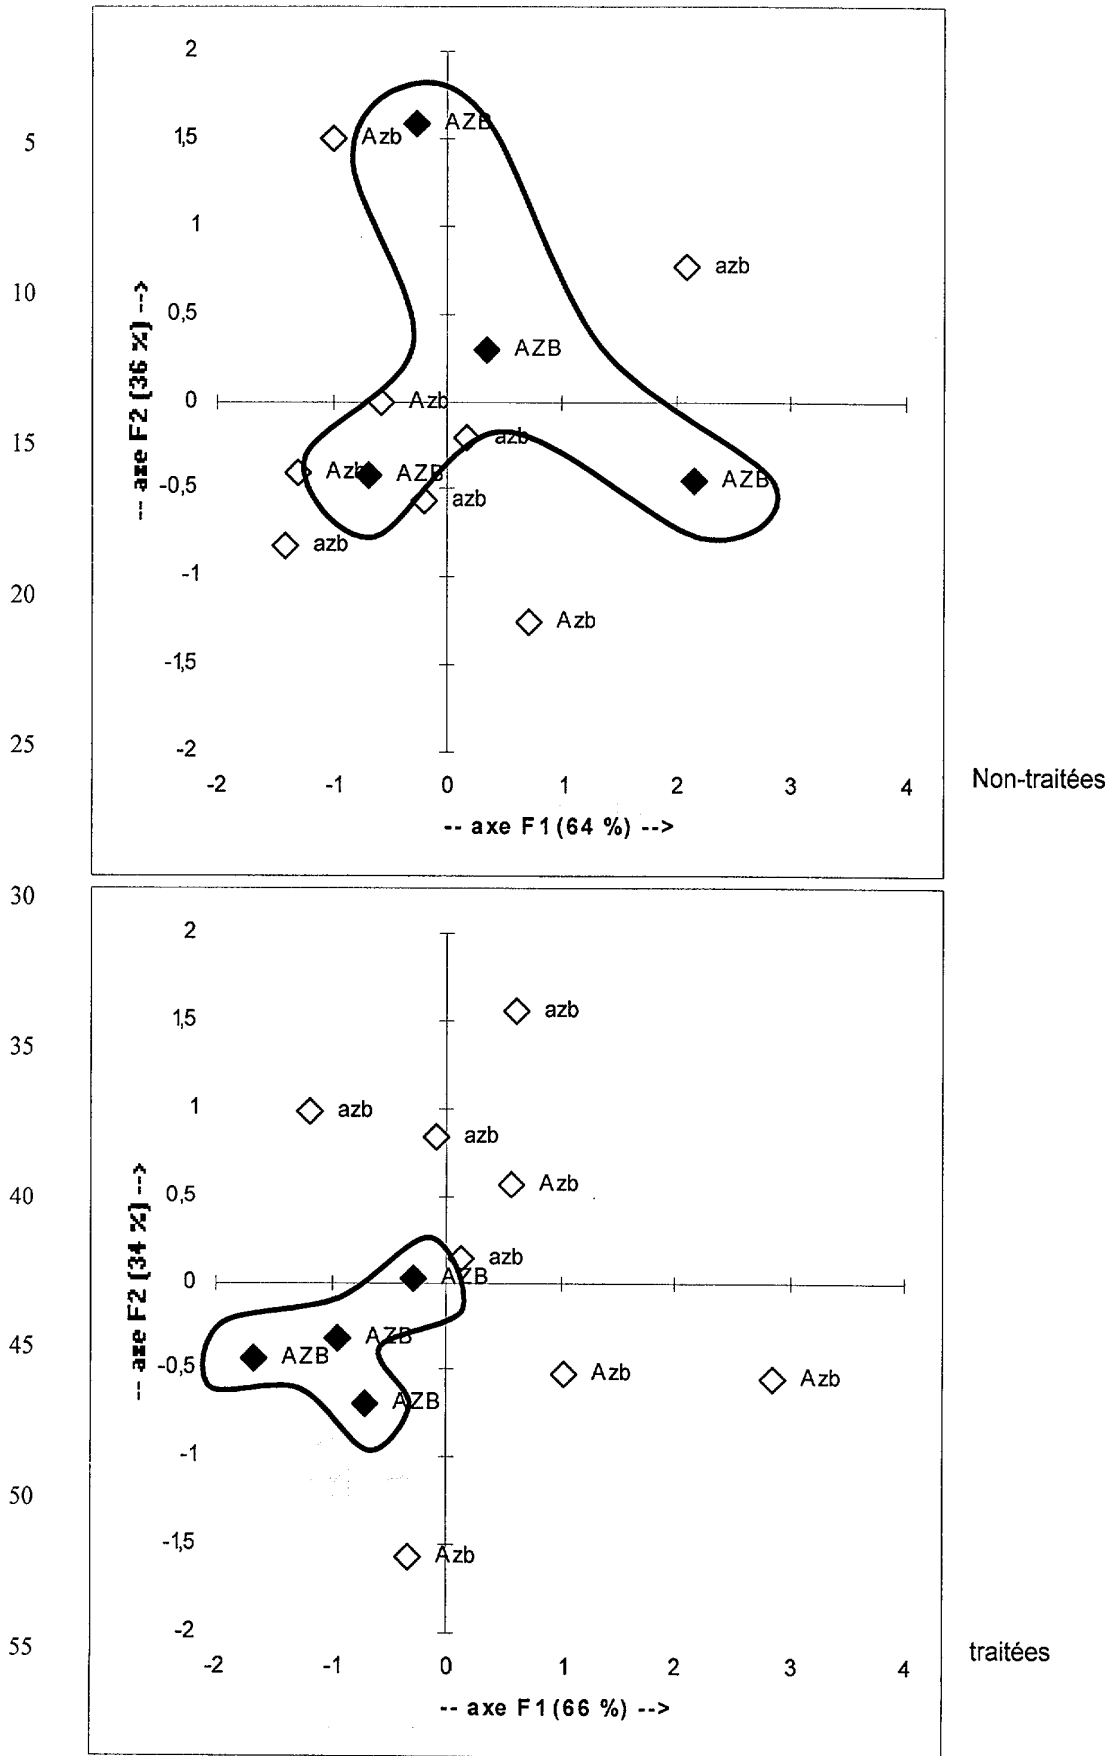 2
5
1,5
Azb
AZB
1
azb
10
0,5
AZB
-- axe F2 [36 %] -->
0
Azb
15
azb
-0,5
Azb
AZB
azb
AZB
azb
-1
20
Azb
-1,5
25
-2
-2
-1
0
1
2
3
4
Non-traitées
-- axe F1 (64 %) -->
30
2
35
1,5
azb
1
azb
azb
40
0,5
Azb
-- axe F2 [34 %] -->
azb
0
AZB
45
AZB
-0,5
AZB
Azb
Azb
AZB
-1
50
-1,5
Azb
-2
55
-2
-1
0
1
2
3
4
traitées
-- axe F1 (66 %) -->